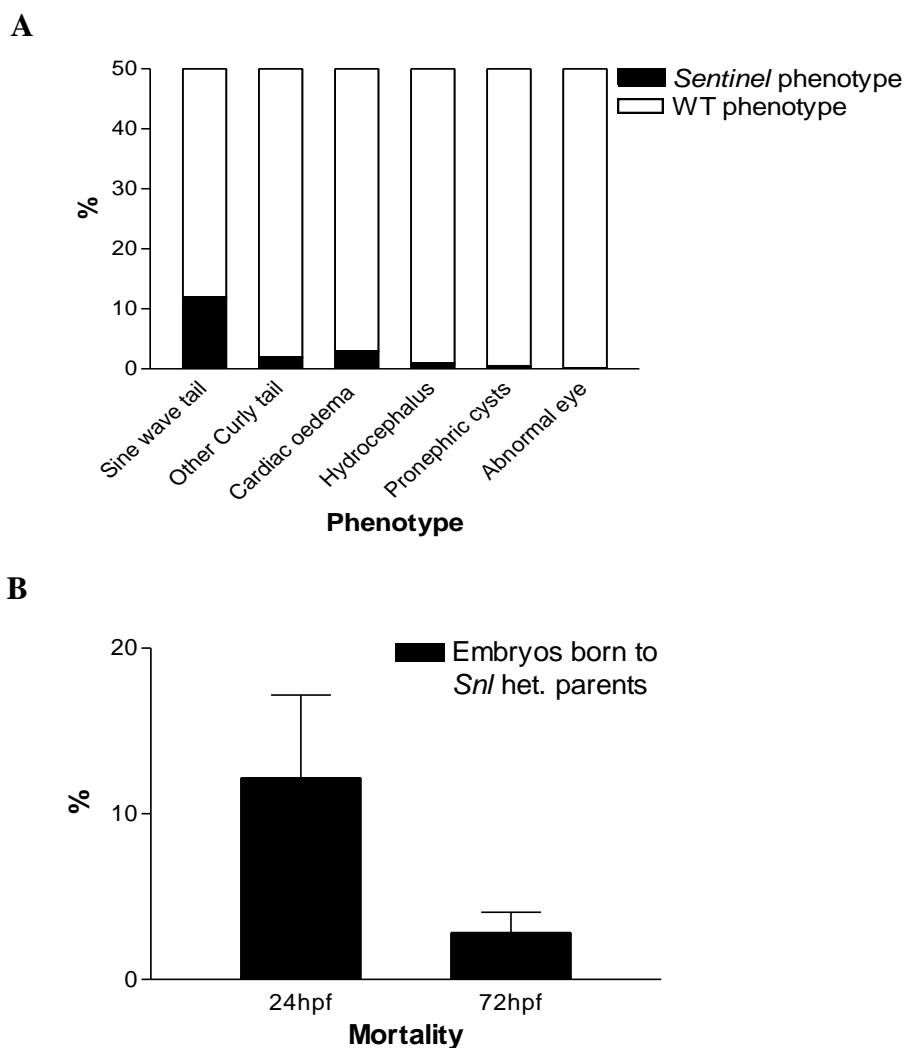 A
50
40
30
20
10
0
%
Sentinel phenotype
WT phenotype
Sine wave tail
Other Curly tail
Cardiac oedema
Hydrocephalus
Pronephric cysts
Abnormal eye
Phenotype
B
20
10
0
%
Embryos born to
Snl het. parents
24hpf
72hpf
Mortality